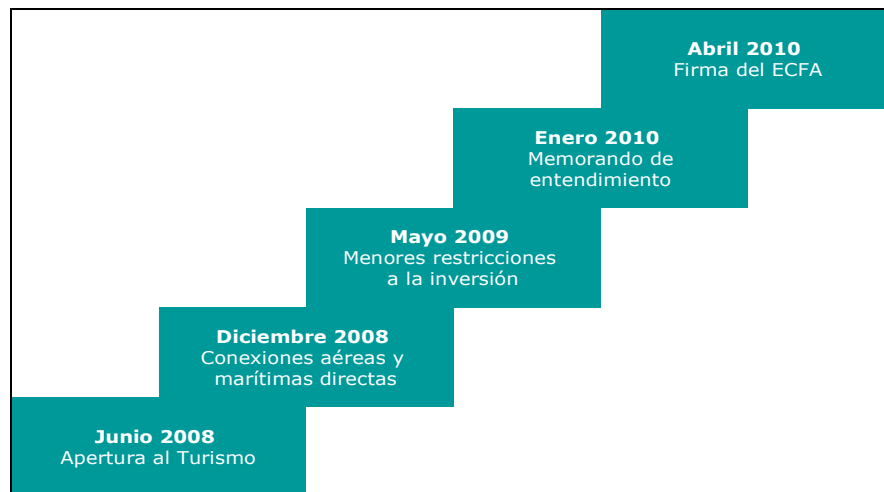 Abril 2010
Firma del ECFA
Enero 2010
Memorando de
entendimiento
Mayo 2009
Menores restricciones
a la inversión
Diciembre 2008
Conexiones aéreas y
marítimas directas
Junio 2008
Apertura al Turismo